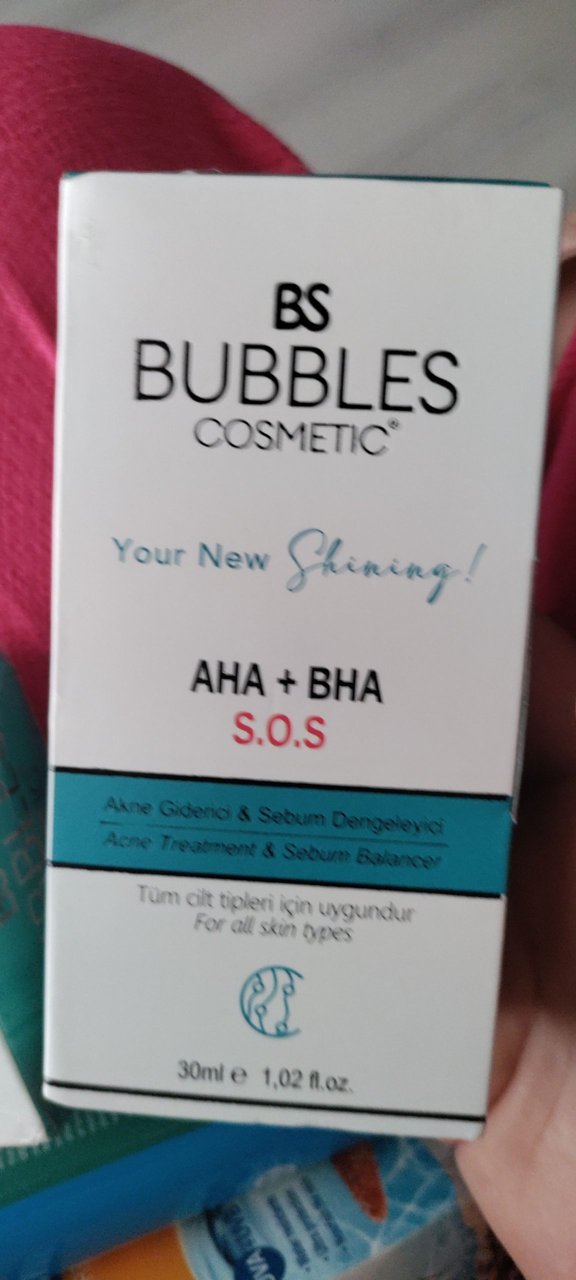 BS
BUBBLES
COSMETIC®
Your New Shining!
AHA + BHA
S.O.S
Akne Giderici & Sebum Dengeleyici
Acne Treatment & Sebum Balancer
Tüm cilt tipleri için uygundur
For all skin types
30ml e 1,02 fl.oz.